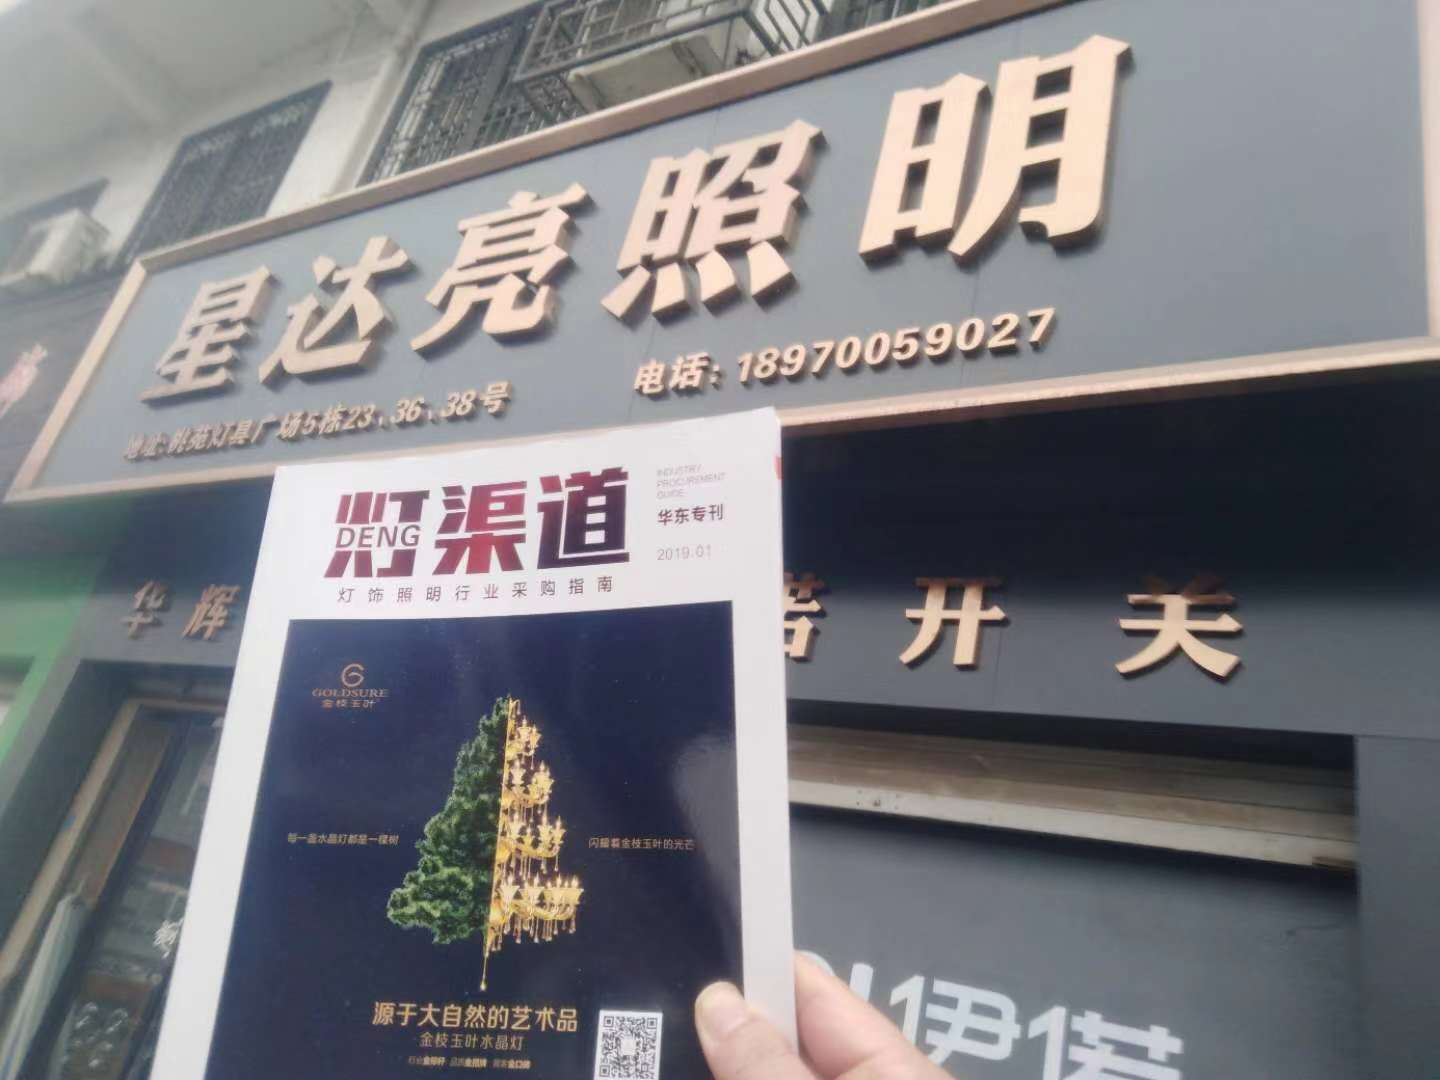 星达亮照明
地址:眺苑灯具广场5栋23、36、38号
电话: 18970059027
华辉
诺开关
伊诺
灯渠道
DENG
INDUSTRY
PROCUREMENT
GUIDE
华东专刊
2019.01
灯饰照明行业采购指南
GOLDSURE
金枝玉叶
每一盏水晶灯都是一棵树
闪耀着金枝玉叶的光芒
源于大自然的艺术品
金枝玉叶水晶灯